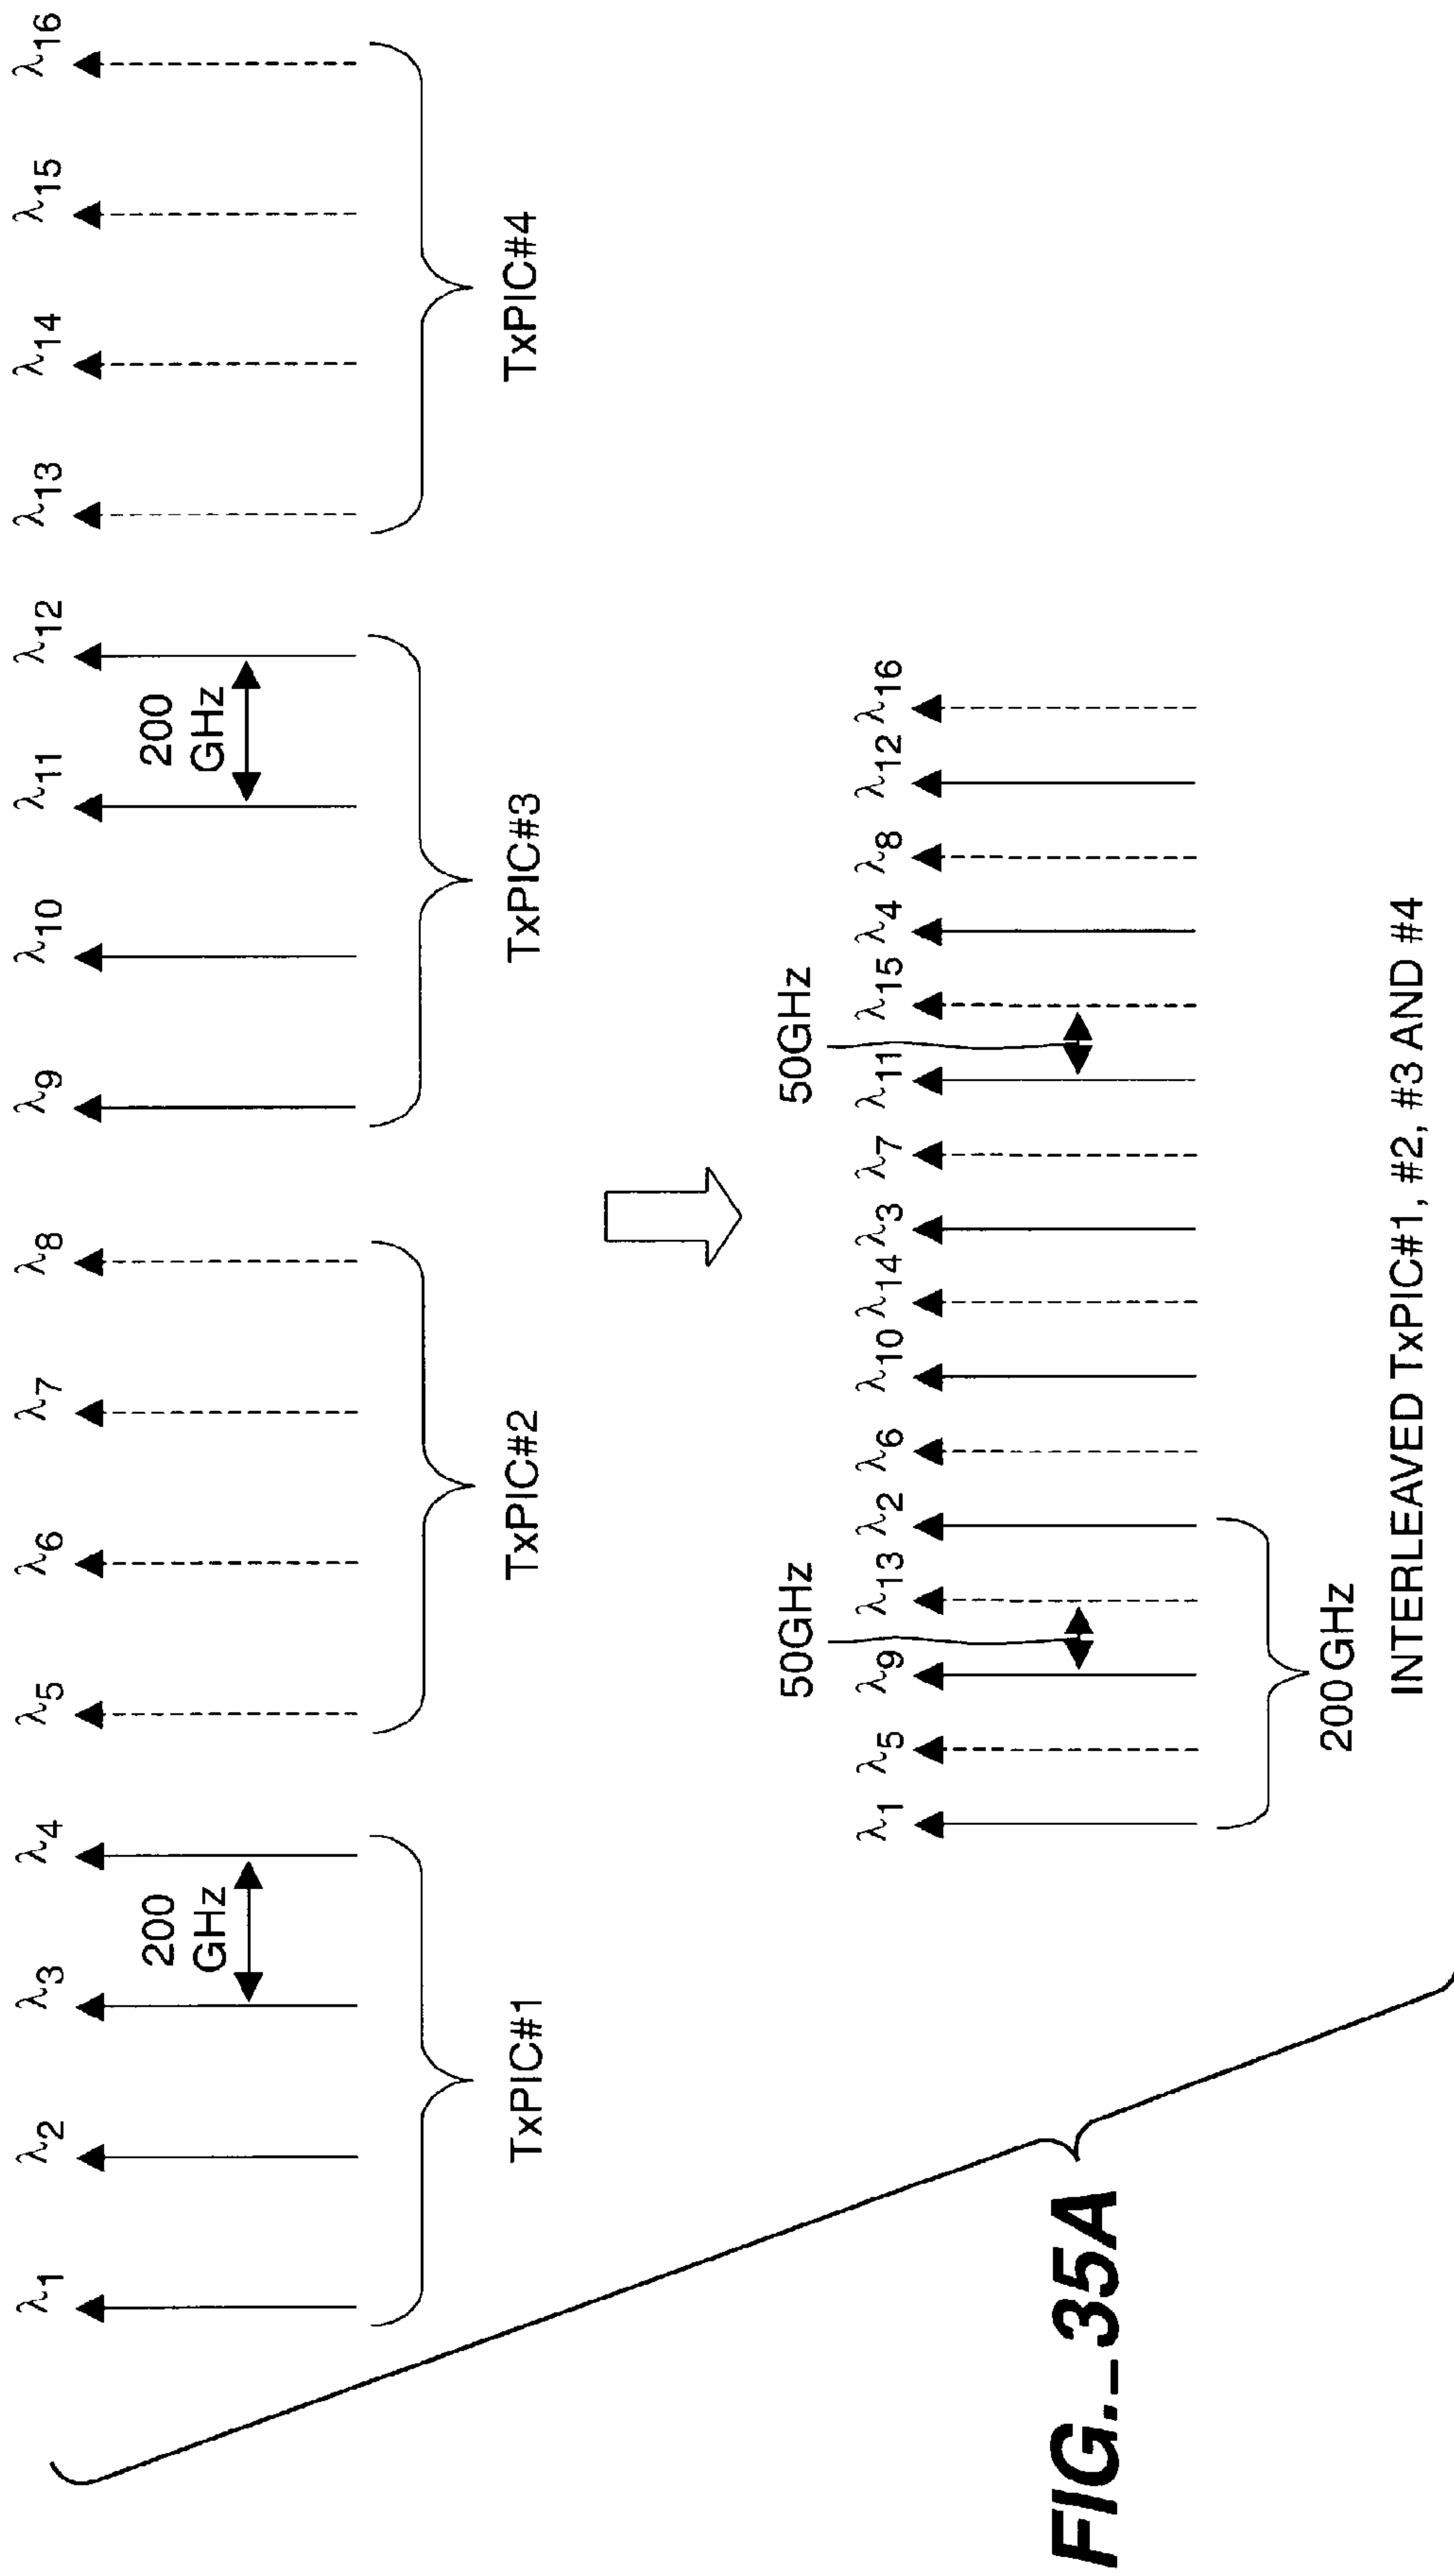 λ1 λ2 λ3 λ4 λ5 λ6 λ7 λ8 λ9 λ10 λ11 λ12 λ13 λ14 λ15 λ16
200
GHz
200
GHz
TxPIC#1 TxPIC#2 TxPIC#3 TxPIC#4
50GHz 50GHz
λ1 λ5 λ9 λ13 λ2 λ6 λ10 λ14 λ3 λ7 λ11 λ15 λ4 λ8 λ12 λ16
200 GHz
INTERLEAVED TxPIC#1, #2, #3 AND #4
FIG._35A